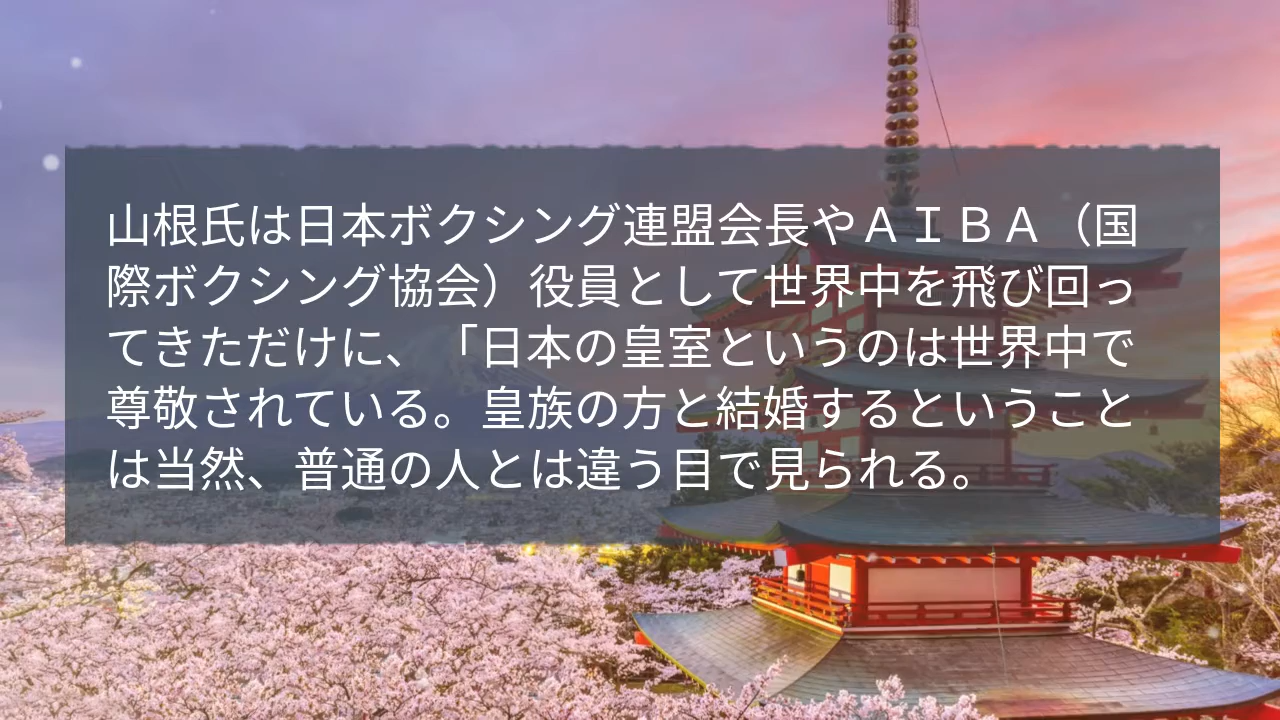 山根氏は日本ボクシング連盟会長やＡＩＢＡ（国
際ボクシング協会）役員として世界中を飛び回っ
てきただけに、「日本の皇室というのは世界中で
尊敬されている。皇族の方と結婚するということ
は当然、普通の人とは違う目で見られる。